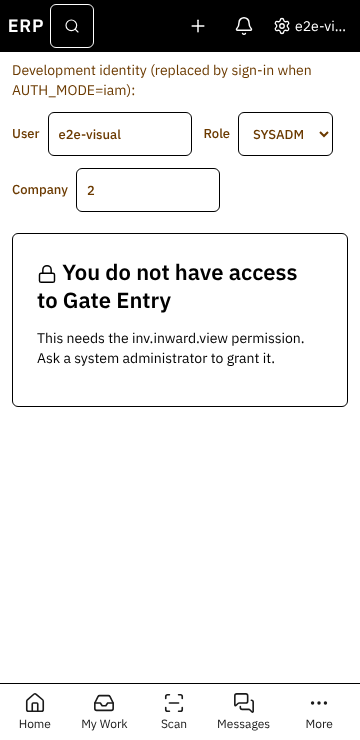 ERP
e2e-vi...
Development identity (replaced by sign-in when
AUTH_MODE=iam):
User
e2e-visual
Role
SYSADM
Company
2
You do not have access
to Gate Entry
This needs the inv.inward.view permission.
Ask a system administrator to grant it.
Home
My Work
Scan
Messages
More